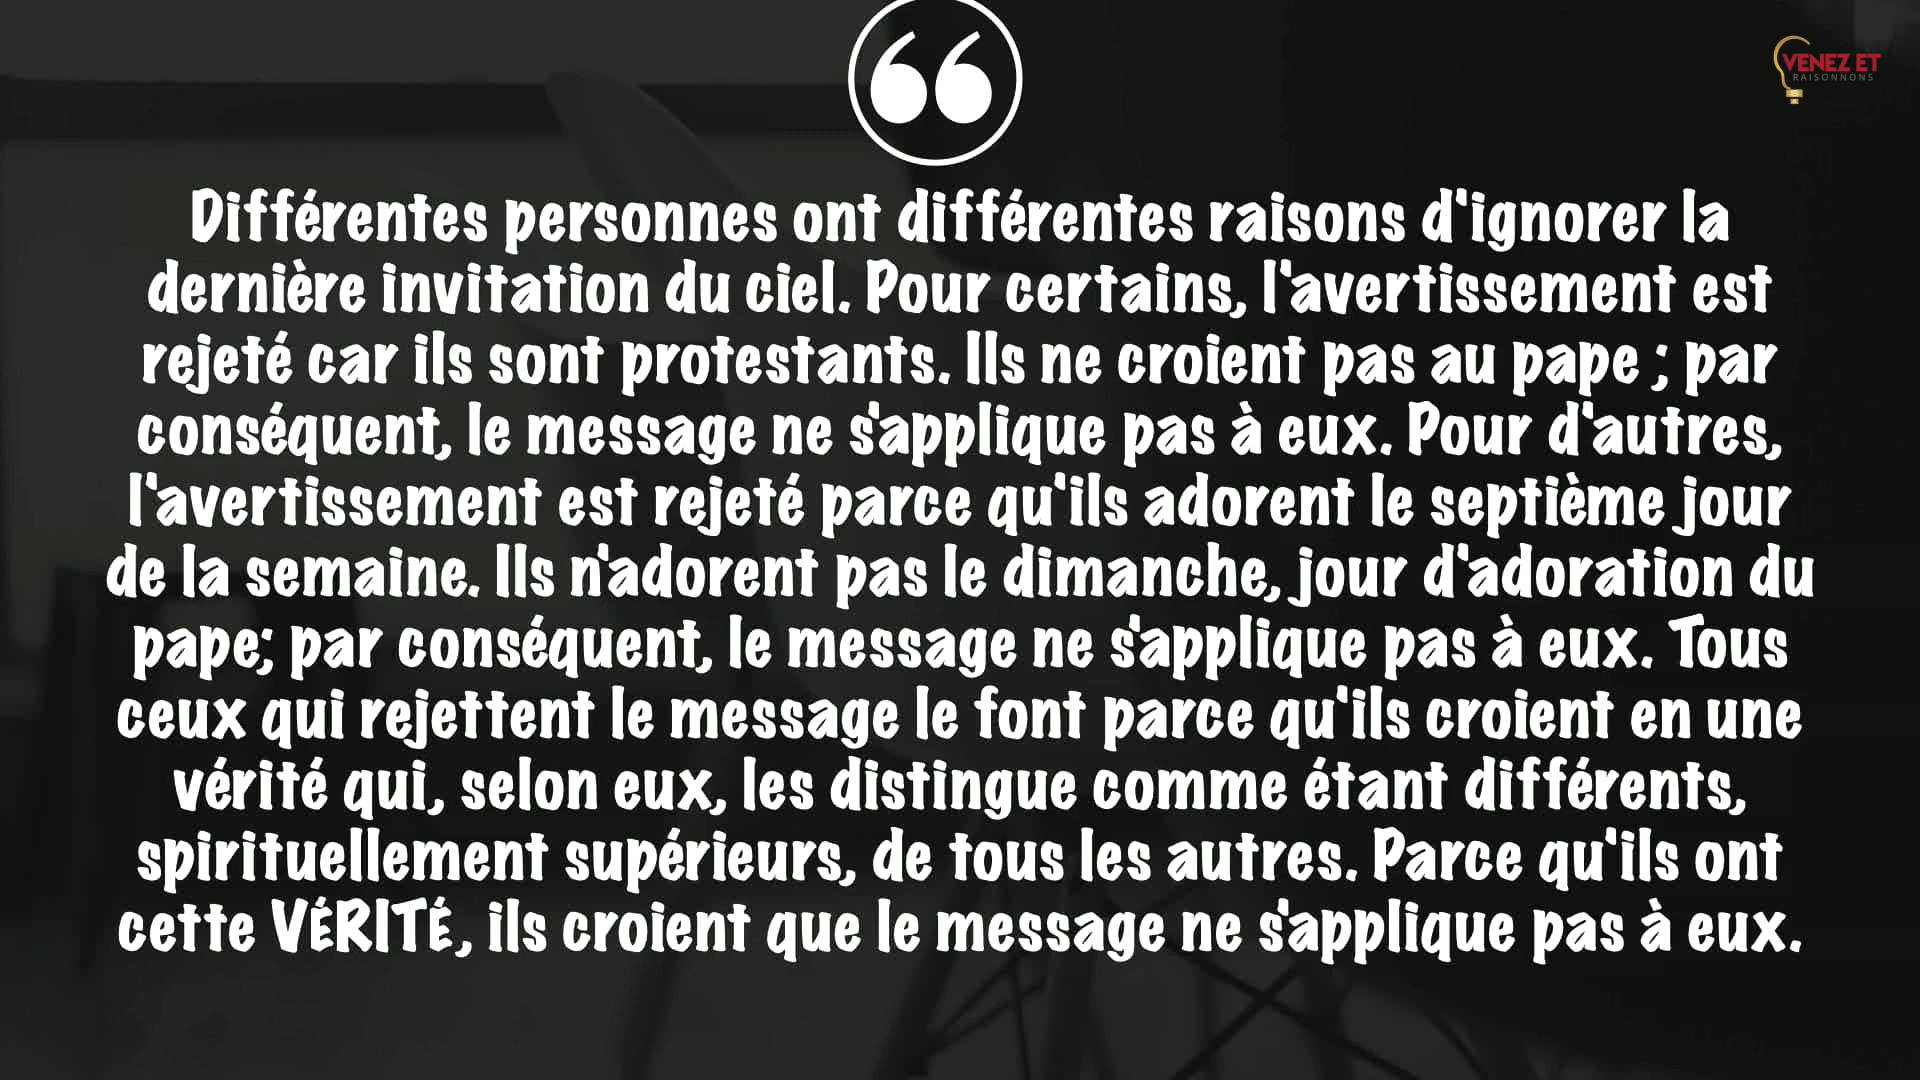 VENEZ ET
RAISONNONS
Différentes personnes ont différentes raisons d'ignorer la
dernière invitation du ciel. Pour certains, l'avertissement est
rejeté car ils sont protestants. Ils ne croient pas au pape ; par
conséquent, le message ne s'applique pas à eux. Pour d'autres,
l'avertissement est rejeté parce qu'ils adorent le septième jour
de la semaine. Ils n'adorent pas le dimanche, jour d'adoration du
pape; par conséquent, le message ne s'applique pas à eux. Tous
ceux qui rejettent le message le font parce qu'ils croient en une
vérité qui, selon eux, les distingue comme étant différents,
spirituellement supérieurs, de tous les autres. Parce qu'ils ont
cette VÉRITÉ, ils croient que le message ne s'applique pas à eux.